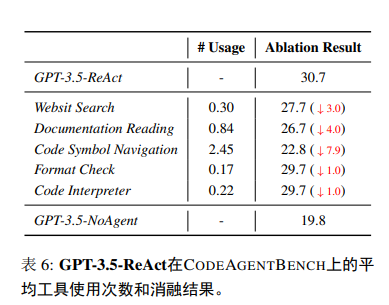 # Usage Ablation Result
GPT-3.5-ReAct - 30.7
Websit Search 0.30 27.7 (↓3.0)
Documentation Reading 0.84 26.7 (↓4.0)
Code Symbol Navigation 2.45 22.8 (↓7.9)
Format Check 0.17 29.7 (↓1.0)
Code Interpreter 0.22 29.7 (↓1.0)
GPT-3.5-NoAgent - 19.8
表 6: GPT-3.5-ReAct在CODEAGENTBENCH上的平
均工具使用次数和消融结果。